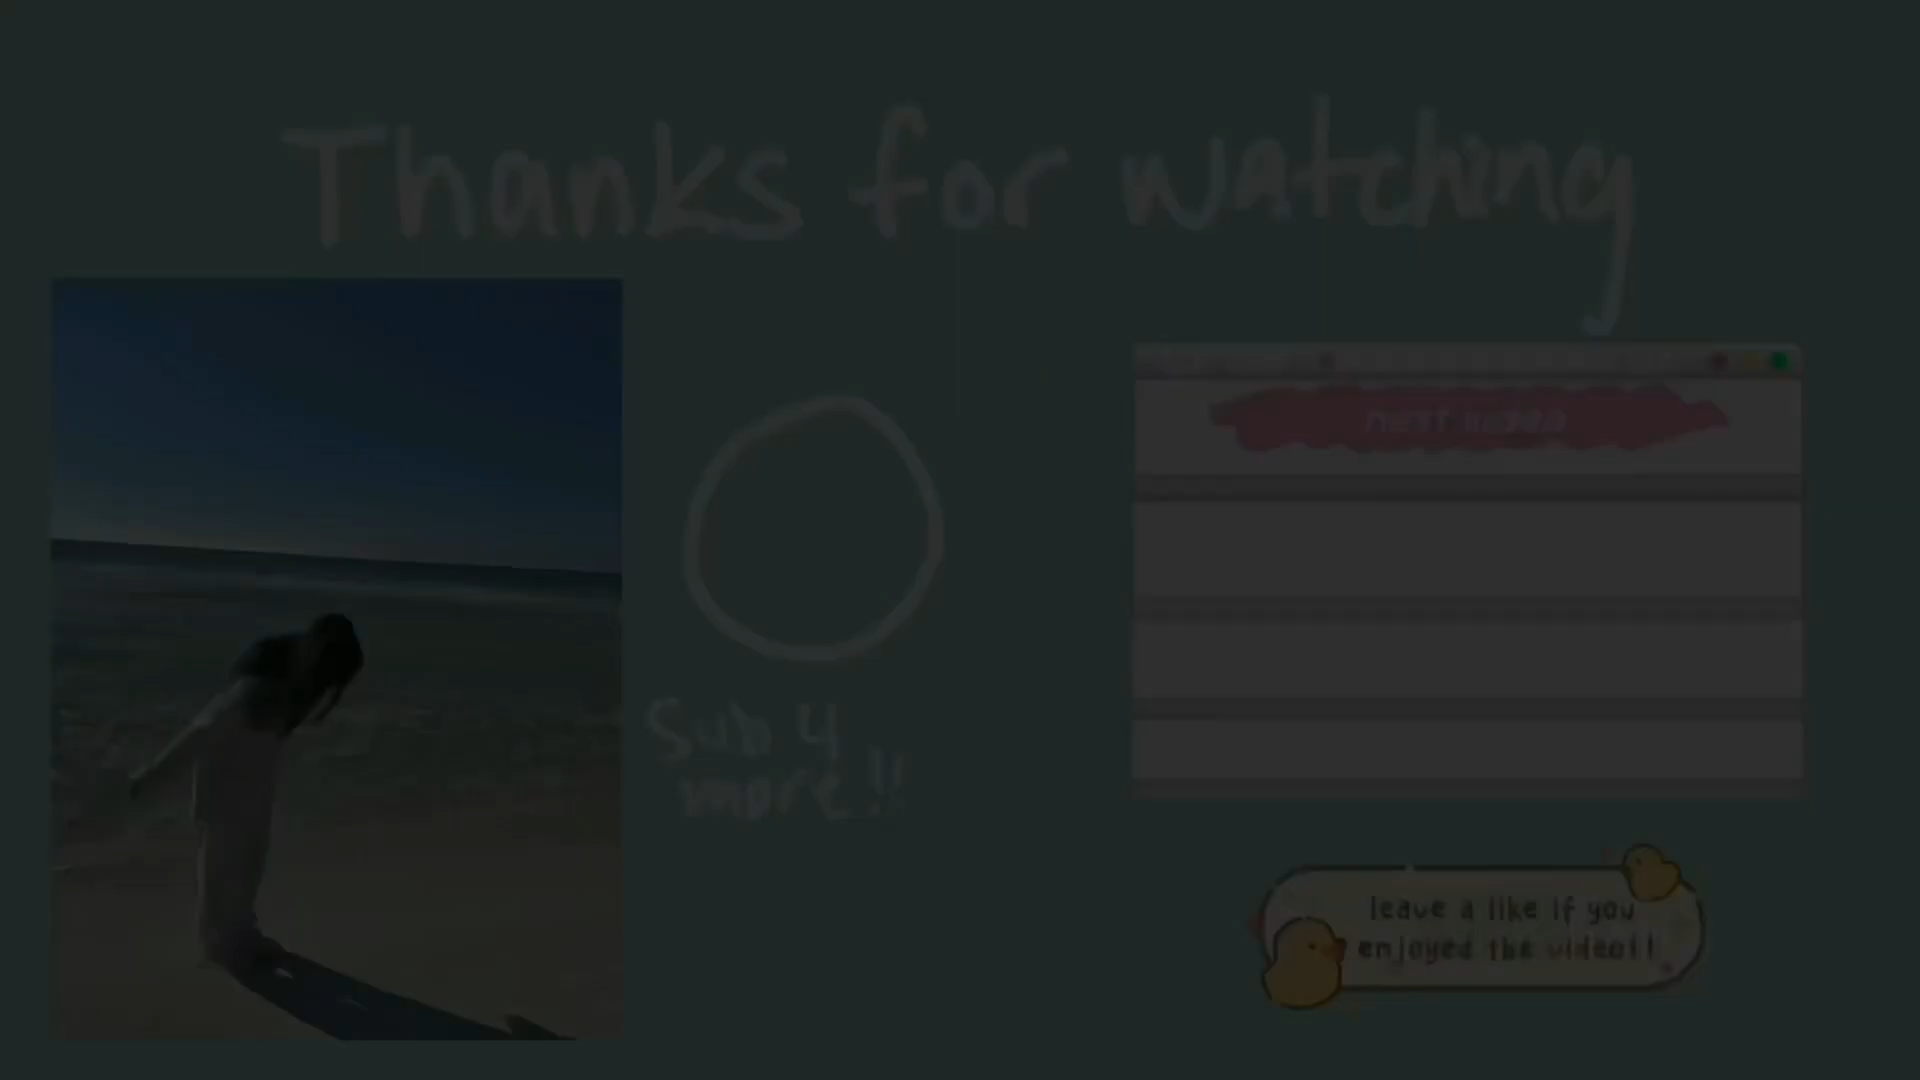 Thanks for watching
next video
Sub 4
more!!
leave a like if you
enjoyed the video!!